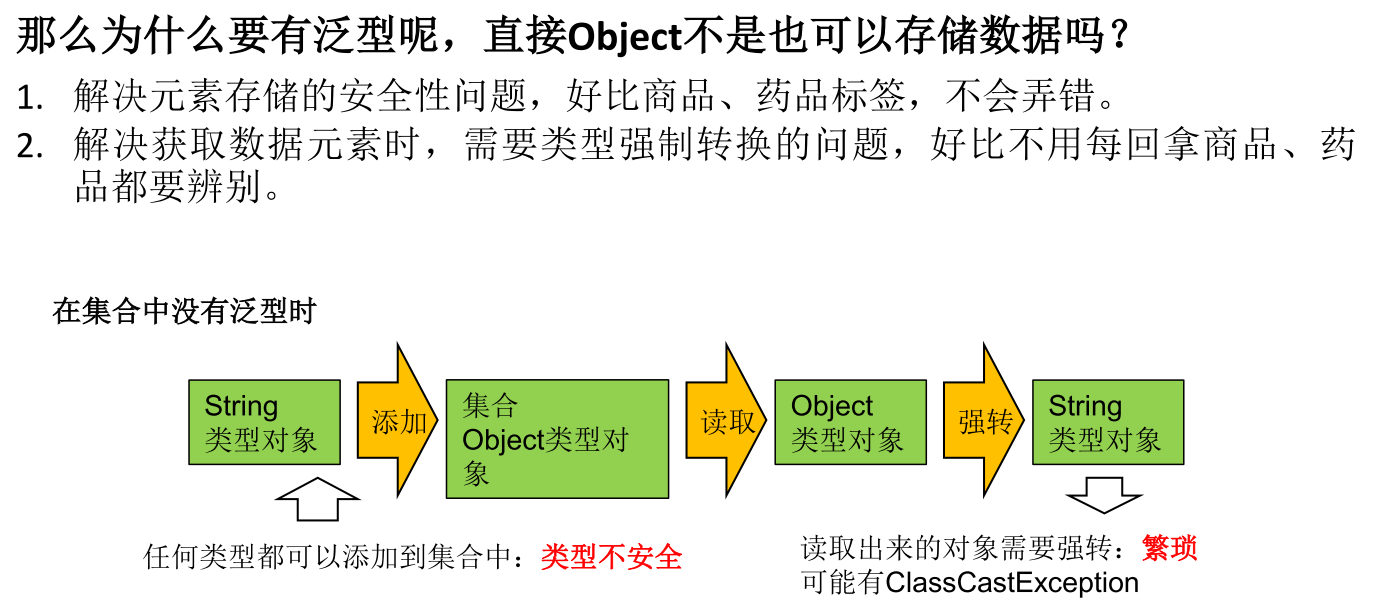 那么为什么要有泛型呢，直接Object不是也可以存储数据吗？
1. 解决元素存储的安全性问题，好比商品、药品标签，不会弄错。
2. 解决获取数据元素时，需要类型强制转换的问题，好比不用每回拿商品、药
品都要辨别。
在集合中没有泛型时
String
类型对象
添加
集合
Object类型对
象
读取
Object
类型对象
强转
String
类型对象
任何类型都可以添加到集合中：类型不安全
读取出来的对象需要强转：繁琐
可能有ClassCastException